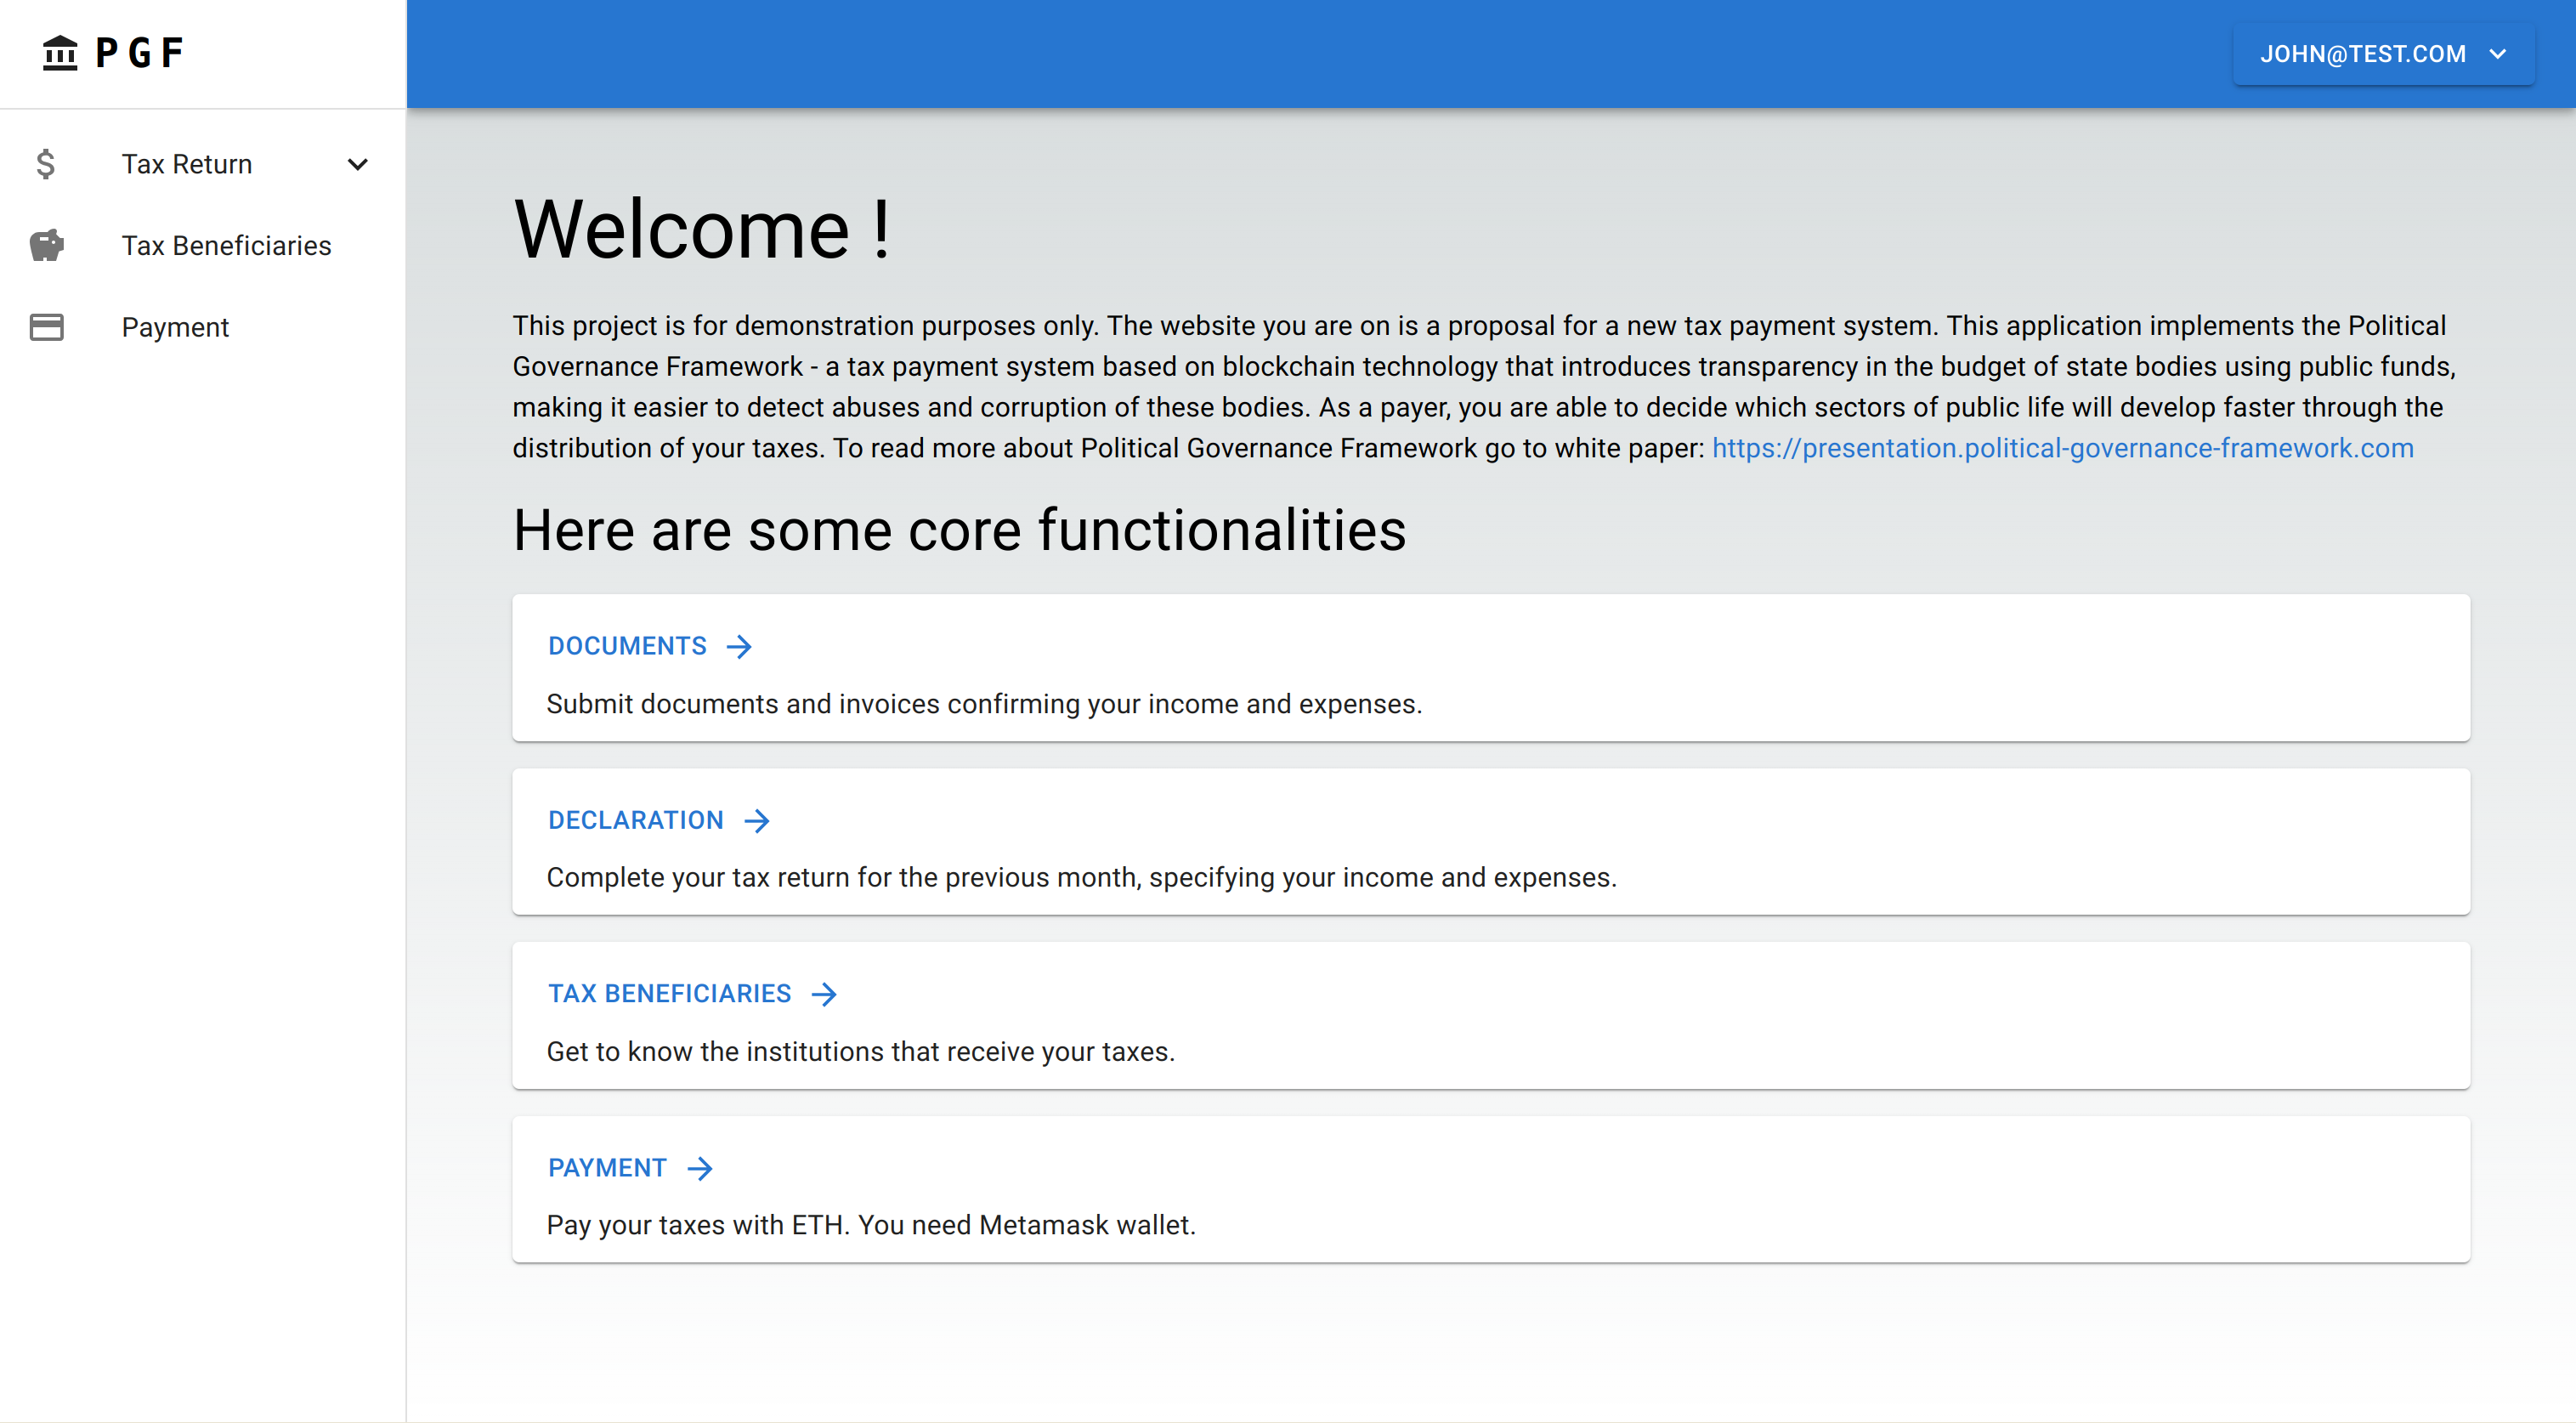 PGF
JOHN@TEST.COM
Tax Return
Tax Beneficiaries
Payment
Welcome !
This project is for demonstration purposes only. The website you are on is a proposal for a new tax payment system. This application implements the Political
Governance Framework - a tax payment system based on blockchain technology that introduces transparency in the budget of state bodies using public funds,
making it easier to detect abuses and corruption of these bodies. As a payer, you are able to decide which sectors of public life will develop faster through the
distribution of your taxes. To read more about Political Governance Framework go to white paper: https://presentation.political-governance-framework.com
Here are some core functionalities
DOCUMENTS
Submit documents and invoices confirming your income and expenses.
DECLARATION
Complete your tax return for the previous month, specifying your income and expenses.
TAX BENEFICIARIES
Get to know the institutions that receive your taxes.
PAYMENT
Pay your taxes with ETH. You need Metamask wallet.